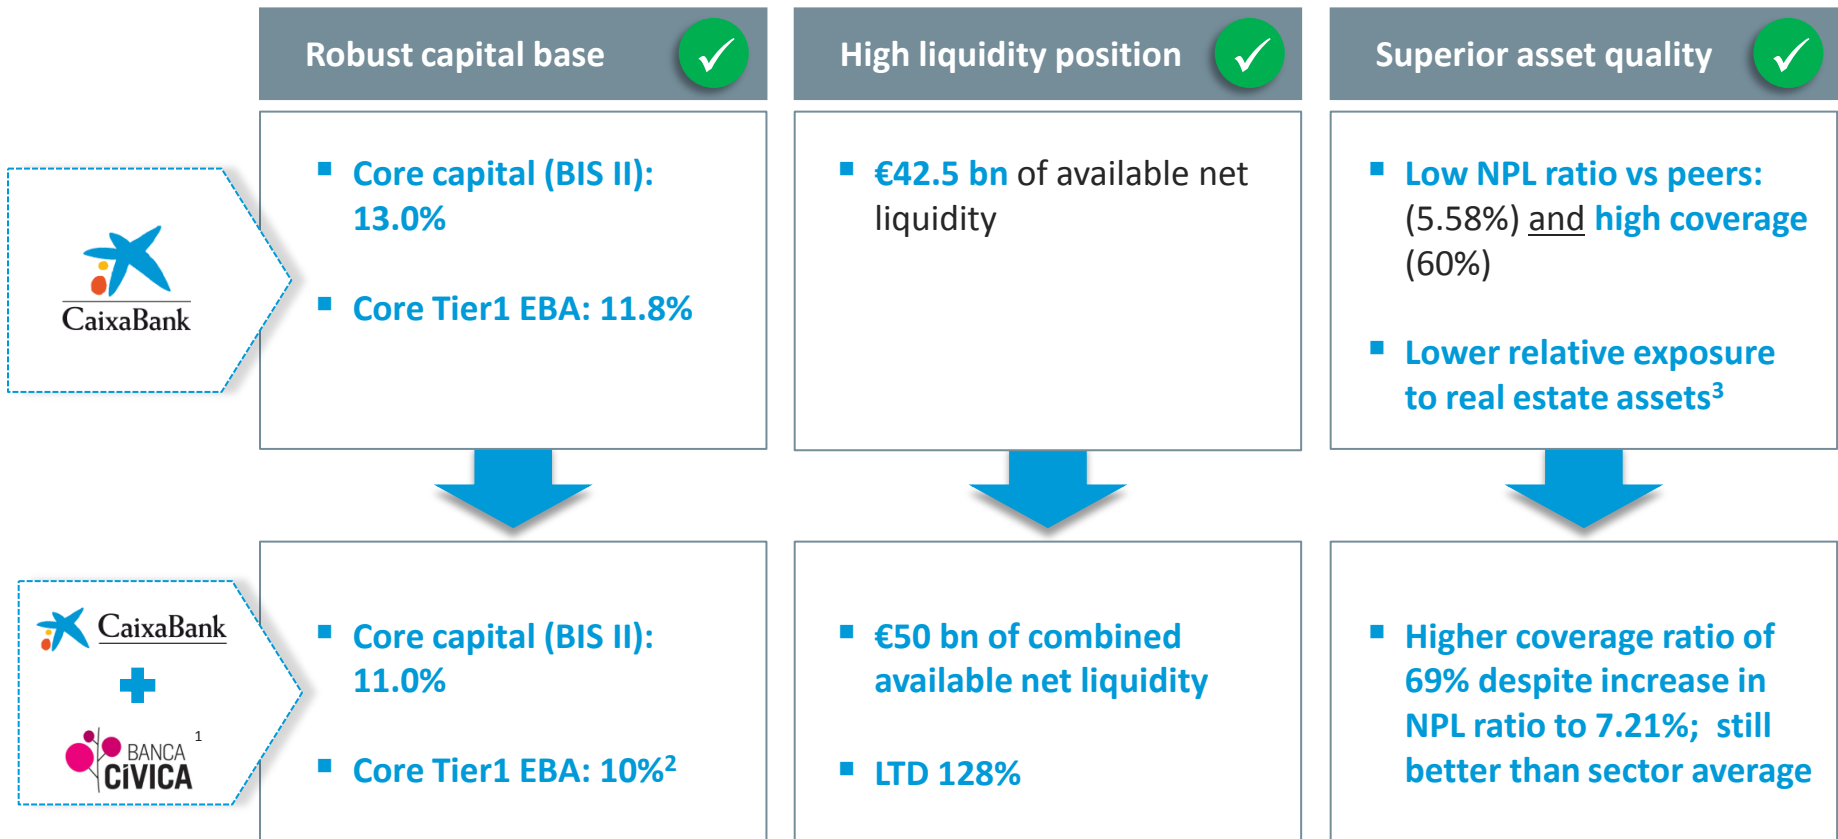 Robust capital base
High liquidity position
Superior asset quality
CaixaBank
▪ Core capital (BIS II):
13.0%
▪ Core Tier1 EBA: 11.8%
▪ €42.5 bn of available net
liquidity
▪ Low NPL ratio vs peers:
(5.58%) and high coverage
(60%)
▪ Lower relative exposure
to real estate assets³
CaixaBank
BANCA
CÍVICA
1
▪ Core capital (BIS II):
11.0%
▪ Core Tier1 EBA: 10%²
▪ €50 bn of combined
available net liquidity
▪ LTD 128%
▪ Higher coverage ratio of
69% despite increase in
NPL ratio to 7.21%; still
better than sector average